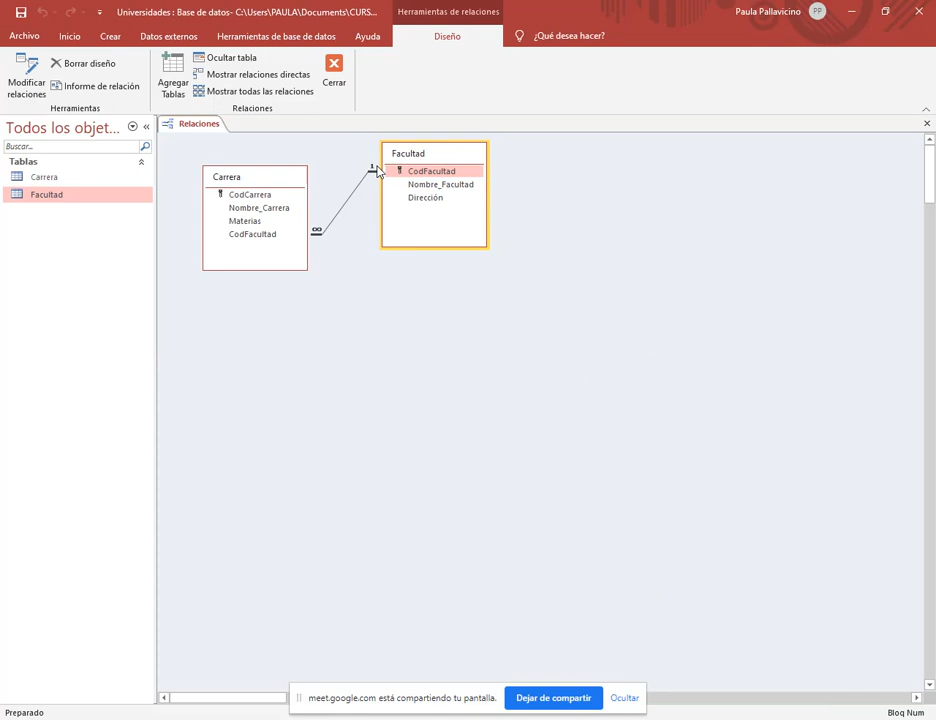 Universidades : Base de datos- C:\Users\PAULA\Documents\CURS...
Herramientas de relaciones
Paula Pallavicino
PP
Archivo
Inicio
Crear
Datos externos
Herramientas de base de datos
Ayuda
Diseño
¿Qué desea hacer?
Modificar
relaciones
Borrar diseño
Informe de relación
Herramientas
Agregar
Tablas
Ocultar tabla
Mostrar relaciones directas
Mostrar todas las relaciones
Relaciones
Cerrar
Todos los objet...
Buscar...
Tablas
Carrera
Facultad
Relaciones
Carrera
CodCarrera
Nombre_Carrera
Materias
CodFacultad
∞
1
Facultad
CodFacultad
Nombre_Facultad
Dirección
meet.google.com está compartiendo tu pantalla.
Dejar de compartir
Ocultar
Preparado
Bloq Num